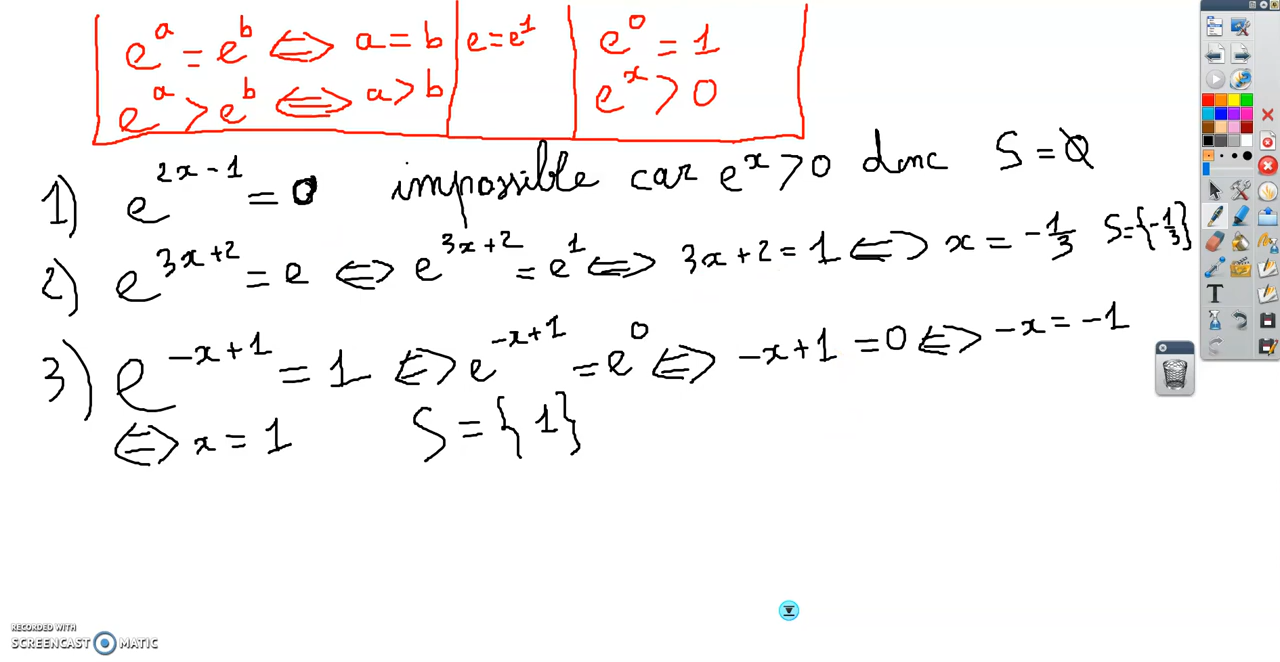 e^a = e^b ⟺ a = b | e = e^1 | e^0 = 1
e^a > e^b ⟺ a > b | e^x > 0
1) e^{2x-1} = 0 impossible car e^x > 0 donc S = ∅
2) e^{3x+2} = e ⟺ e^{3x+2} = e^1 ⟺ 3x+2 = 1 ⟺ x = -1/3 S={-1/3}
3) e^{-x+1} = 1 ⟺ e^{-x+1} = e^0 ⟺ -x+1 = 0 ⟺ -x = -1
⟺ x = 1 S = {1}
T
RECORDED WITH
SCREENCAST MATIC